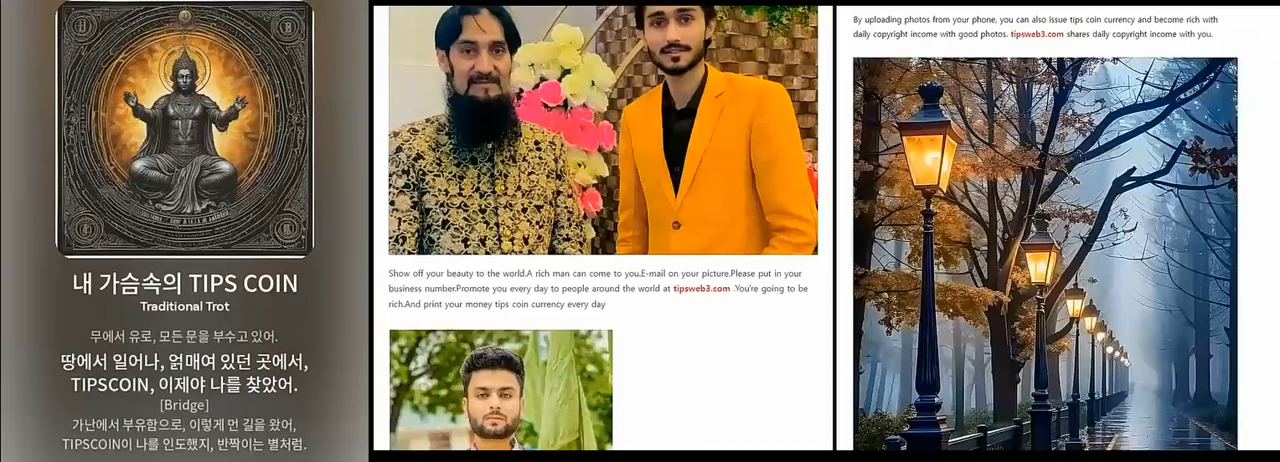 내 가슴속의 TIPS COIN
Traditional Trot
무에서 유로, 모든 문을 부수고 있어.
땅에서 일어나, 얽매여 있던 곳에서,
TIPSCOIN, 이제야 나를 찾았어.
[Bridge]
가난에서 부유함으로, 이렇게 먼 길을 왔어,
TIPSCOIN이 나를 인도했지, 반짝이는 별처럼.
Show off your beauty to the world.A rich man can come to you.E-mail on your picture.Please put in your
business number.Promote you every day to people around the world at tipsweb3.com .You're going to be
rich.And print your money tips coin currency every day
By uploading photos from your phone, you can also issue tips coin currency and become rich with
daily copyright income with good photos. tipsweb3.com shares daily copyright income with you.